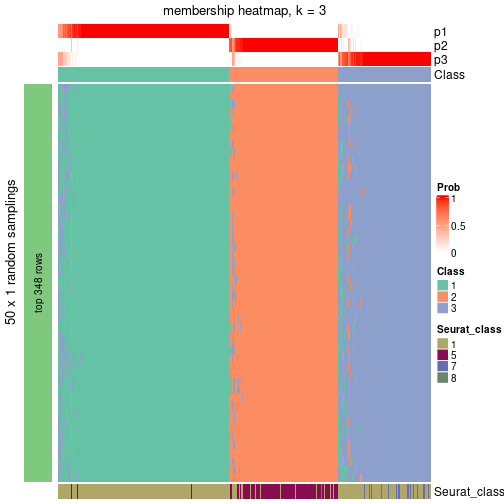 membership heatmap, k = 3
p1
p2
p3
Class
50 x 1 random samplings
top 348 rows
Prob
1
0.5
0
Class
1
2
3
Seurat_class
1
5
7
8
Seurat_class